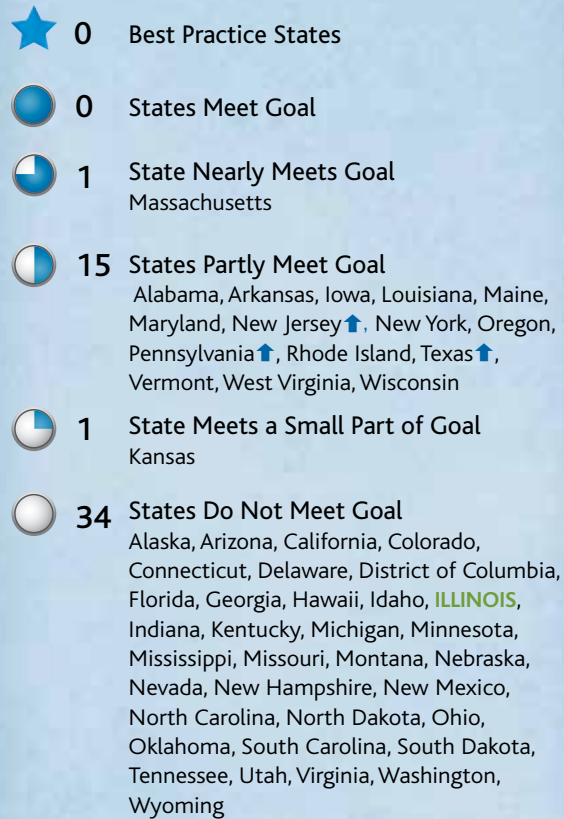 0 Best Practice States
0 States Meet Goal
1 State Nearly Meets Goal
Massachusetts
15 States Partly Meet Goal
Alabama, Arkansas, Iowa, Louisiana, Maine,
Maryland, New Jersey⬆, New York, Oregon,
Pennsylvania⬆, Rhode Island, Texas⬆,
Vermont, West Virginia, Wisconsin
1 State Meets a Small Part of Goal
Kansas
34 States Do Not Meet Goal
Alaska, Arizona, California, Colorado,
Connecticut, Delaware, District of Columbia,
Florida, Georgia, Hawaii, Idaho, ILLINOIS,
Indiana, Kentucky, Michigan, Minnesota,
Mississippi, Missouri, Montana, Nebraska,
Nevada, New Hampshire, New Mexico,
North Carolina, North Dakota, Ohio,
Oklahoma, South Carolina, South Dakota,
Tennessee, Utah, Virginia, Washington,
Wyoming